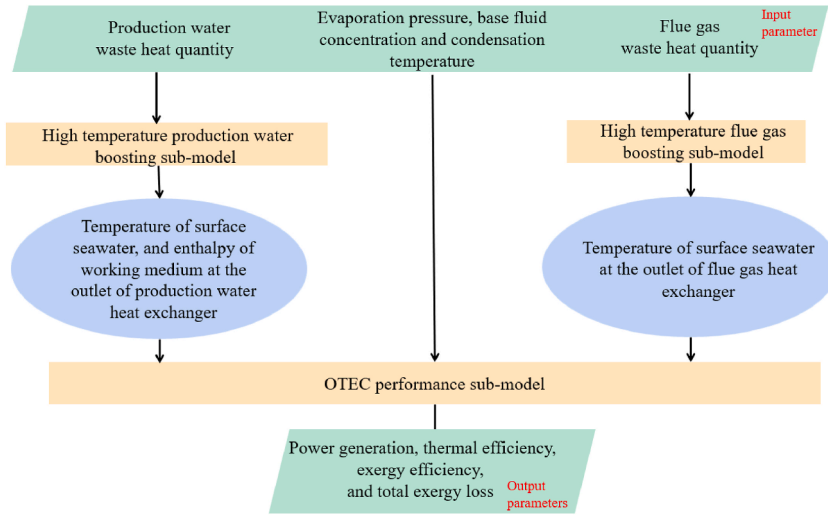 Production water
waste heat quantity
Evaporation pressure, base fluid
concentration and condensation
temperature
Flue gas
waste heat quantity
Input
parameter
High temperature production water
boosting sub-model
High temperature flue gas
boosting sub-model
Temperature of surface
seawater, and enthalpy of
working medium at the
outlet of production water
heat exchanger
Temperature of surface seawater
at the outlet of flue gas heat
exchanger
OTEC performance sub-model
Power generation, thermal efficiency,
exergy efficiency,
and total exergy loss
Output
parameters